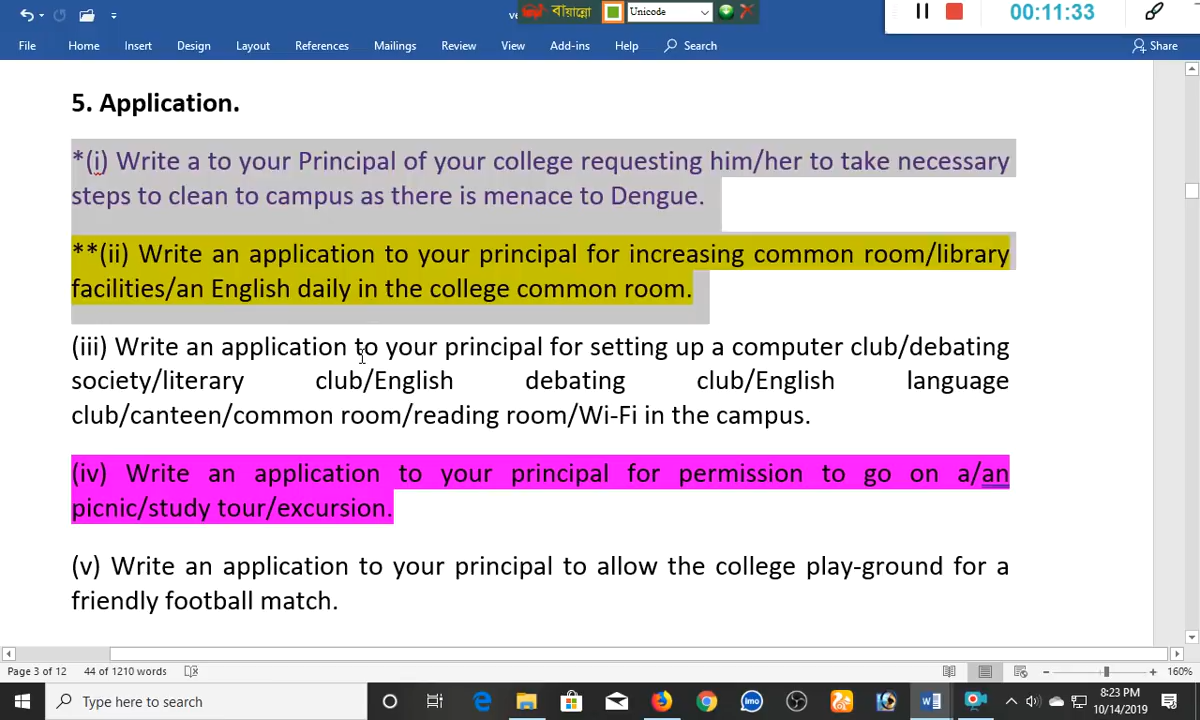 ve বায়ান্নো Unicode 00:11:33
File Home Insert Design Layout References Mailings Review View Add-ins Help Search Share
5. Application.
*(i) Write a to your Principal of your college requesting him/her to take necessary
steps to clean to campus as there is menace to Dengue.
**(ii) Write an application to your principal for increasing common room/library
facilities/an English daily in the college common room.
(iii) Write an application to your principal for setting up a computer club/debating
society/literary club/English debating club/English language
club/canteen/common room/reading room/Wi-Fi in the campus.
(iv) Write an application to your principal for permission to go on a/an
picnic/study tour/excursion.
(v) Write an application to your principal to allow the college play-ground for a
friendly football match.
Page 3 of 12 44 of 1210 words 160%
Type here to search imo 8:23 PM
10/14/2019